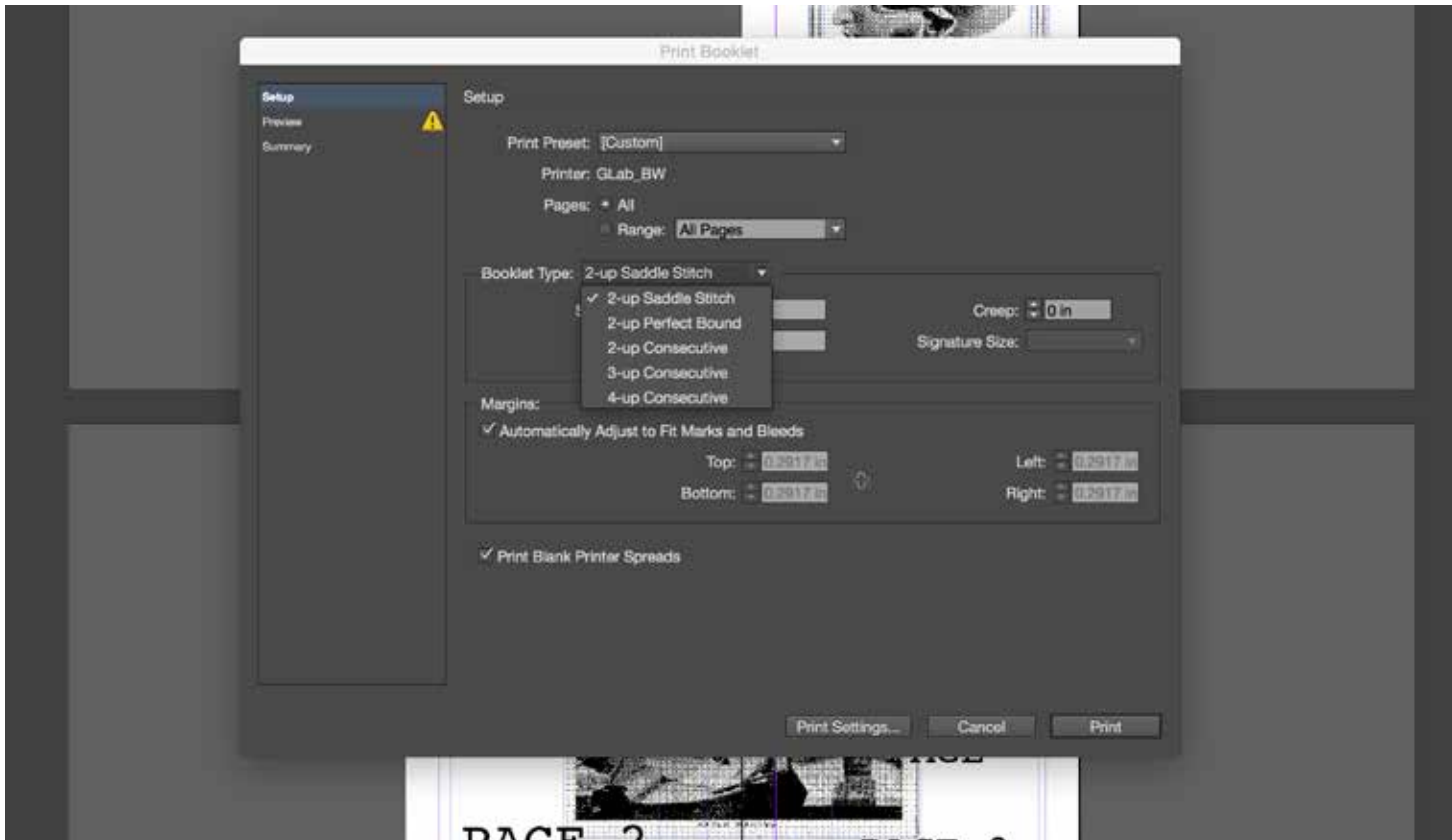 Print Booklet
Setup
Preview
Summary
Setup
Print Preset: [Custom]
Printer: GLab_BW
Pages: All
Range: All Pages
Booklet Type: 2-up Saddle Stitch
2-up Saddle Stitch
2-up Perfect Bound
2-up Consecutive
3-up Consecutive
4-up Consecutive
Creep: 0 in
Signature Size:
Margins:
Automatically Adjust to Fit Marks and Bleeds
Top: 0.2917 in
Left: 0.2917 in
Bottom: 0.2917 in
Right: 0.2917 in
Print Blank Printer Spreads
Print Settings...
Cancel
Print
PAGE 2